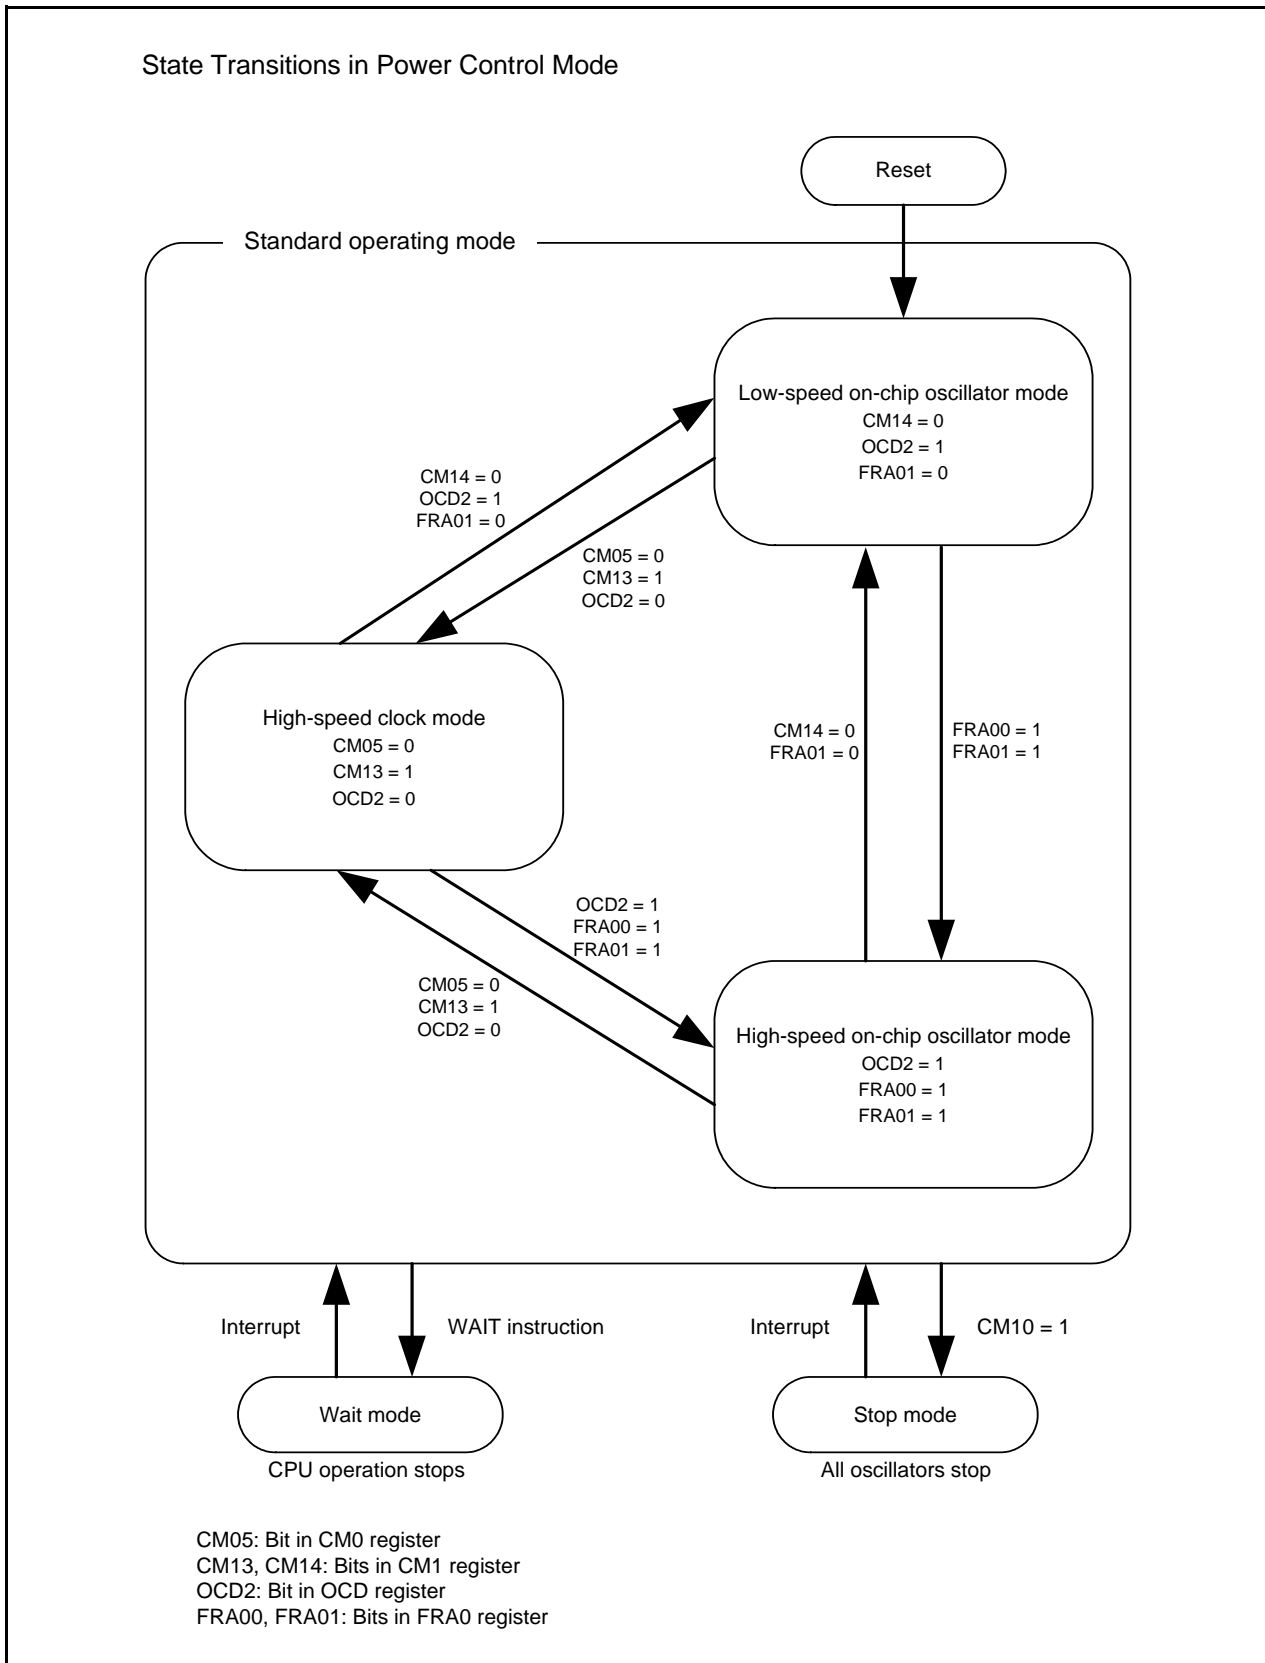 State Transitions in Power Control Mode
Reset
Standard operating mode
Low-speed on-chip oscillator mode
CM14 = 0
OCD2 = 1
FRA01 = 0
CM14 = 0
OCD2 = 1
FRA01 = 0
CM05 = 0
CM13 = 1
OCD2 = 0
High-speed clock mode
CM05 = 0
CM13 = 1
OCD2 = 0
CM14 = 0
FRA01 = 0
FRA00 = 1
FRA01 = 1
OCD2 = 1
FRA00 = 1
FRA01 = 1
CM05 = 0
CM13 = 1
OCD2 = 0
High-speed on-chip oscillator mode
OCD2 = 1
FRA00 = 1
FRA01 = 1
Interrupt
WAIT instruction
Interrupt
CM10 = 1
Wait mode
Stop mode
CPU operation stops
All oscillators stop
CM05: Bit in CM0 register
CM13, CM14: Bits in CM1 register
OCD2: Bit in OCD register
FRA00, FRA01: Bits in FRA0 register